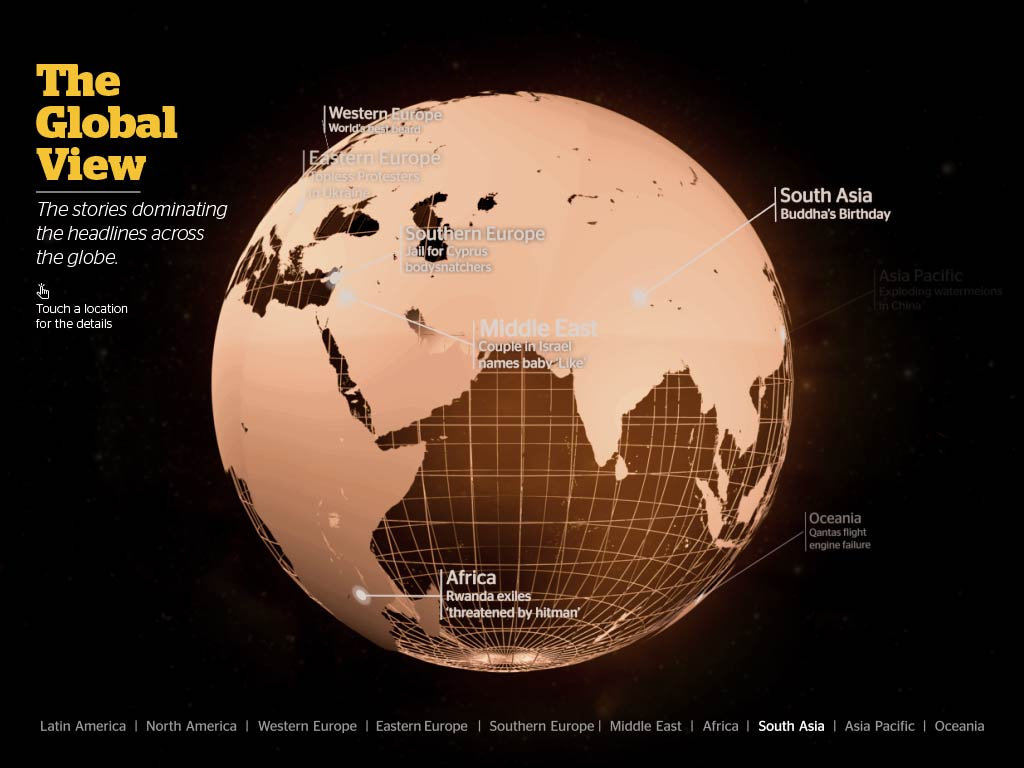 The
Global
View
The stories dominating
the headlines across
the globe.
Touch a location
for the details
Western Europe
World's best beard
Eastern Europe
Topless Protesters
in Ukraine
Southern Europe
Jail for Cyprus
bodysnatchers
South Asia
Buddha's Birthday
Asia Pacific
Exploding watermelons
in China
Middle East
Couple in Israel
names baby 'Like'
Oceania
Qantas flight
engine failure
Africa
Rwanda exiles
'threatened by hitman'
Latin America | North America | Western Europe | Eastern Europe | Southern Europe | Middle East | Africa | South Asia | Asia Pacific | Oceania